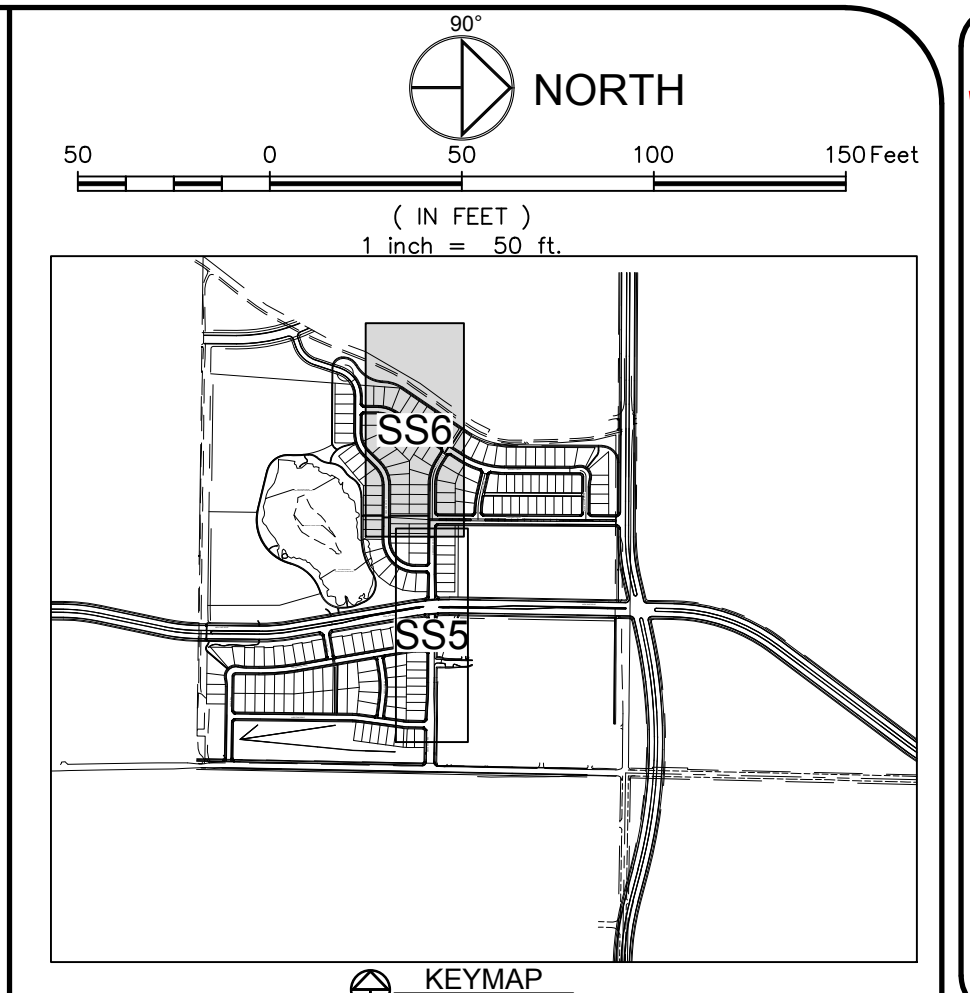 90°
NORTH
50 0 50 100 150 Feet
( IN FEET )
1 inch = 50 ft.
SS6
SS5
KEYMAP